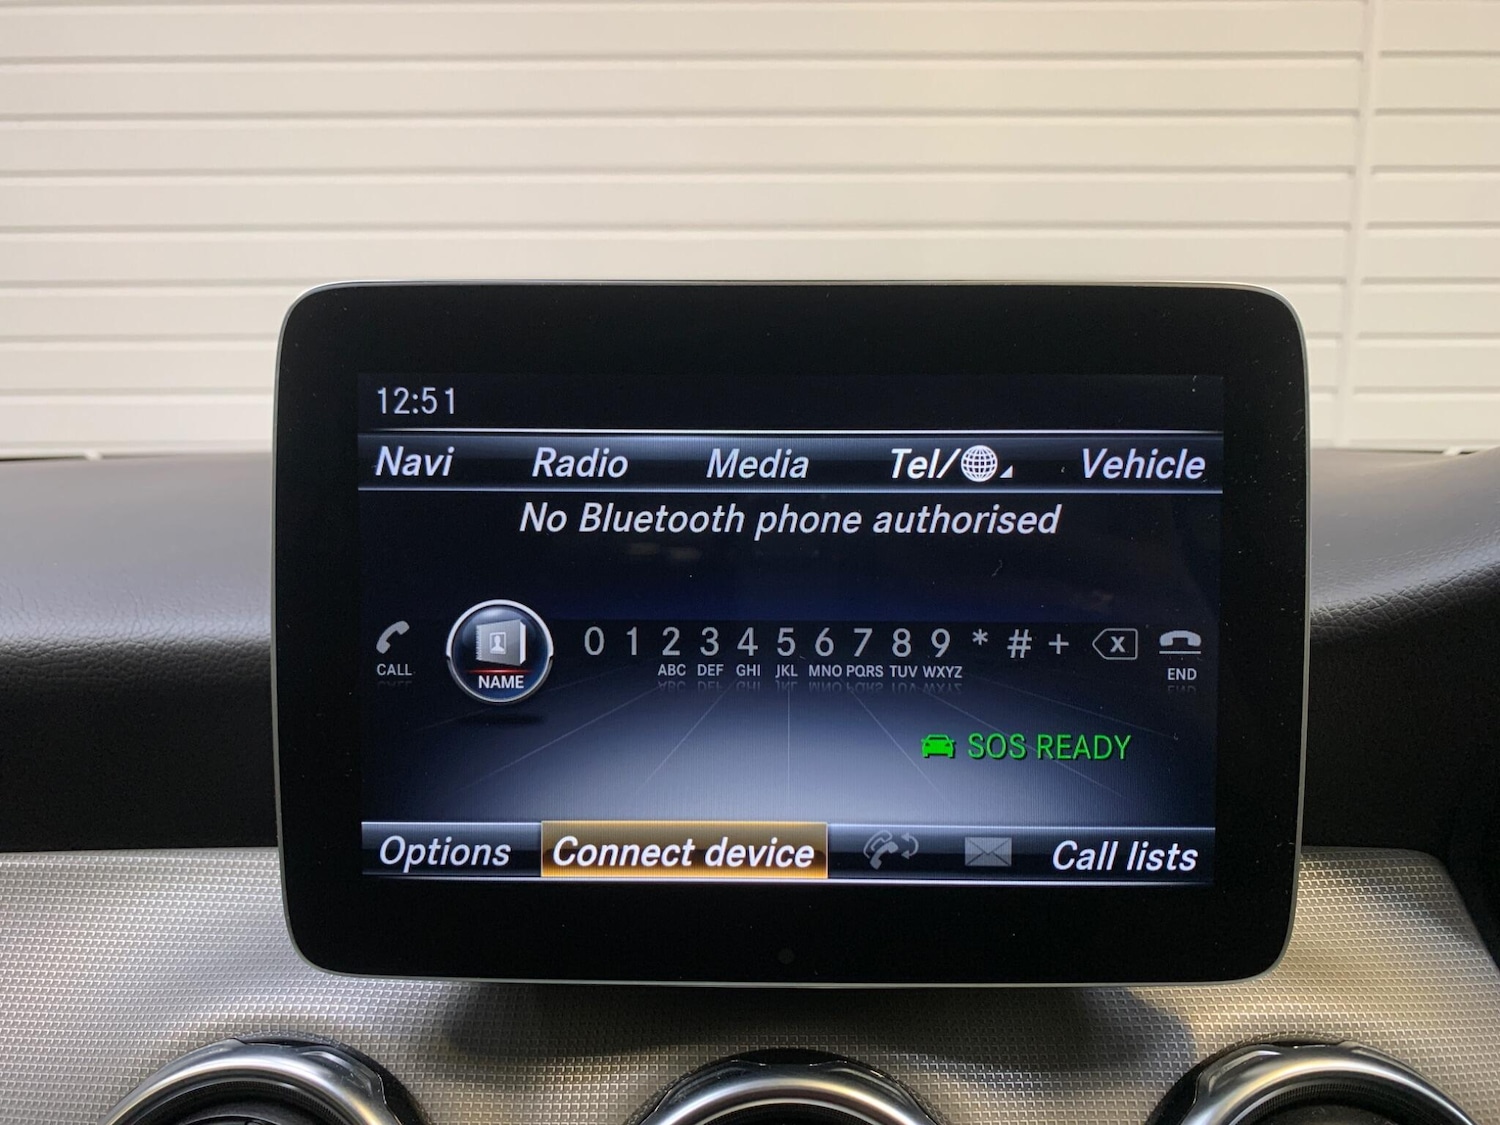 12:51
Navi Radio Media Tel/ Vehicle
No Bluetooth phone authorised
0 1 2 3 4 5 6 7 8 9 * # +
CALL NAME ABC DEF GHI JKL MNO PQRS TUV WXYZ END
SOS READY
Options Connect device Call lists